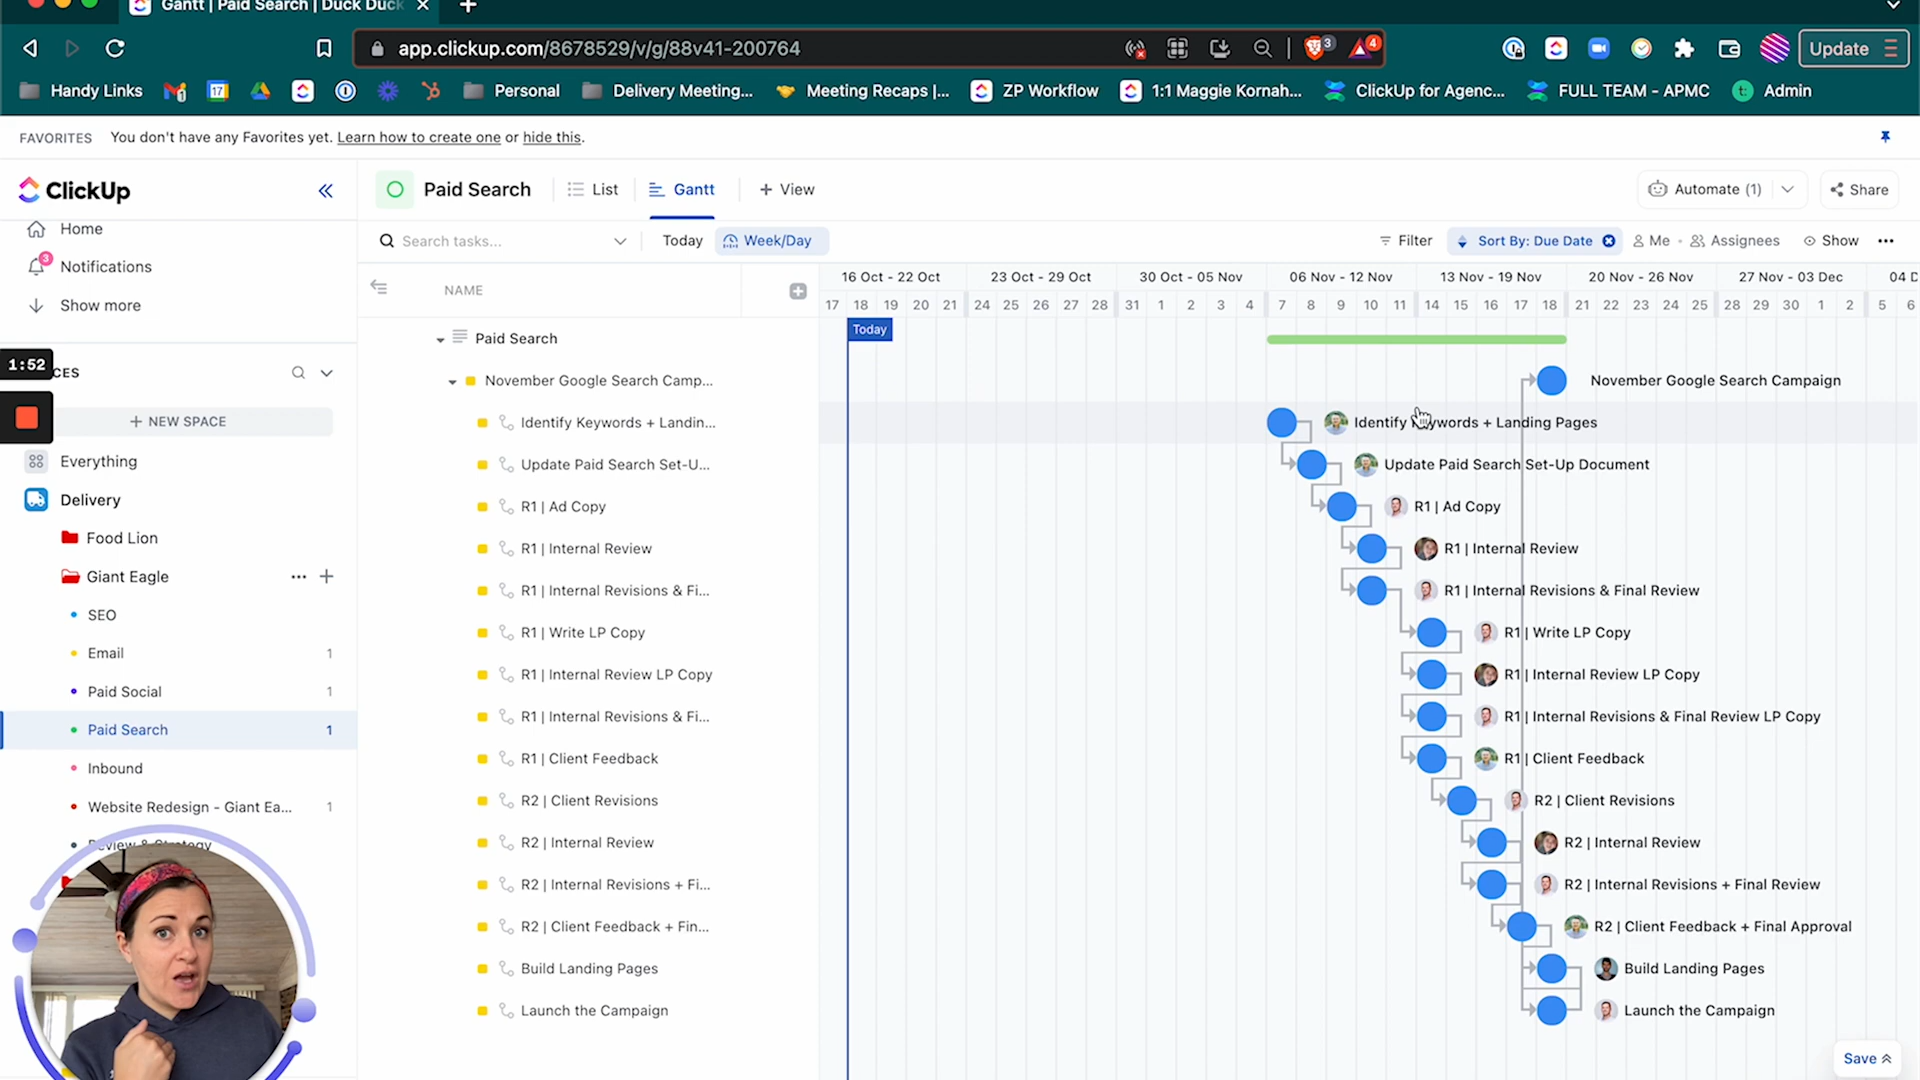 Gantt | Paid Search | Duck Duck
app.clickup.com/8678529/v/g/88v41-200764
3
4
Update
Handy Links
17
Personal
Delivery Meeting...
Meeting Recaps |...
ZP Workflow
1:1 Maggie Kornah...
ClickUp for Agenc...
FULL TEAM - APMC
Admin
FAVORITES
You don't have any Favorites yet. Learn how to create one or hide this.
ClickUp
Paid Search
List
Gantt
+ View
Automate (1)
Share
Home
3
Notifications
Show more
Search tasks...
Today
Week/Day
Filter
Sort By: Due Date
Me
Assignees
Show
NAME
16 Oct - 22 Oct
23 Oct - 29 Oct
30 Oct - 05 Nov
06 Nov - 12 Nov
13 Nov - 19 Nov
20 Nov - 26 Nov
27 Nov - 03 Dec
04 D
17 18 19 20 21 24 25 26 27 28 31 1 2 3 4 7 8 9 10 11 14 15 16 17 18 21 22 23 24 25 28 29 30 1 2 5 6
Today
1:52
CES
+ NEW SPACE
Everything
Delivery
Food Lion
Giant Eagle
SEO
Email 1
Paid Social 1
Paid Search 1
Inbound
Website Redesign - Giant Ea... 1
Review & Strategy
Paid Search
November Google Search Camp...
Identify Keywords + Landin...
Update Paid Search Set-U...
R1 | Ad Copy
R1 | Internal Review
R1 | Internal Revisions & Fi...
R1 | Write LP Copy
R1 | Internal Review LP Copy
R1 | Internal Revisions & Fi...
R1 | Client Feedback
R2 | Client Revisions
R2 | Internal Review
R2 | Internal Revisions + Fi...
R2 | Client Feedback + Fin...
Build Landing Pages
Launch the Campaign
November Google Search Campaign
Identify Keywords + Landing Pages
Update Paid Search Set-Up Document
R1 | Ad Copy
R1 | Internal Review
R1 | Internal Revisions & Final Review
R1 | Write LP Copy
R1 | Internal Review LP Copy
R1 | Internal Revisions & Final Review LP Copy
R1 | Client Feedback
R2 | Client Revisions
R2 | Internal Review
R2 | Internal Revisions + Final Review
R2 | Client Feedback + Final Approval
Build Landing Pages
Launch the Campaign
Save